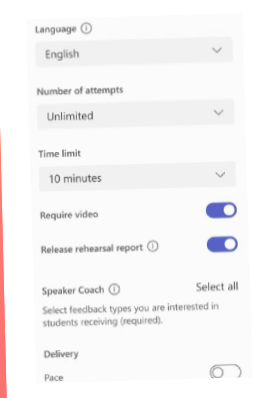 Language
English
Number of attempts
Unlimited
Time limit
10 minutes
Require video
Release rehearsal report
Speaker Coach Select all
Select feedback types you are interested in
students receiving (required).
Delivery
Pace